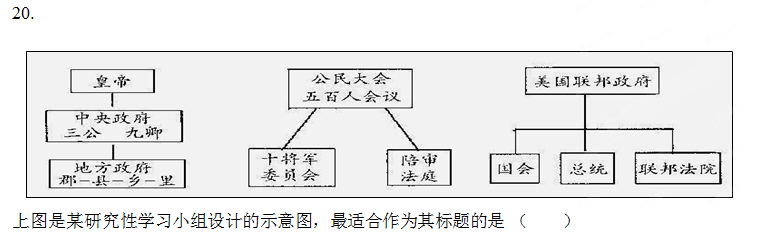 20.
皇帝
中央政府
三公 九卿
地方政府
郡－县－乡－里
公民大会
五百人会议
十将军
委员会
陪审
法庭
美国联邦政府
国会
总统
联邦法院
上图是某研究性学习小组设计的示意图，最适合作为其标题的是 （ ）